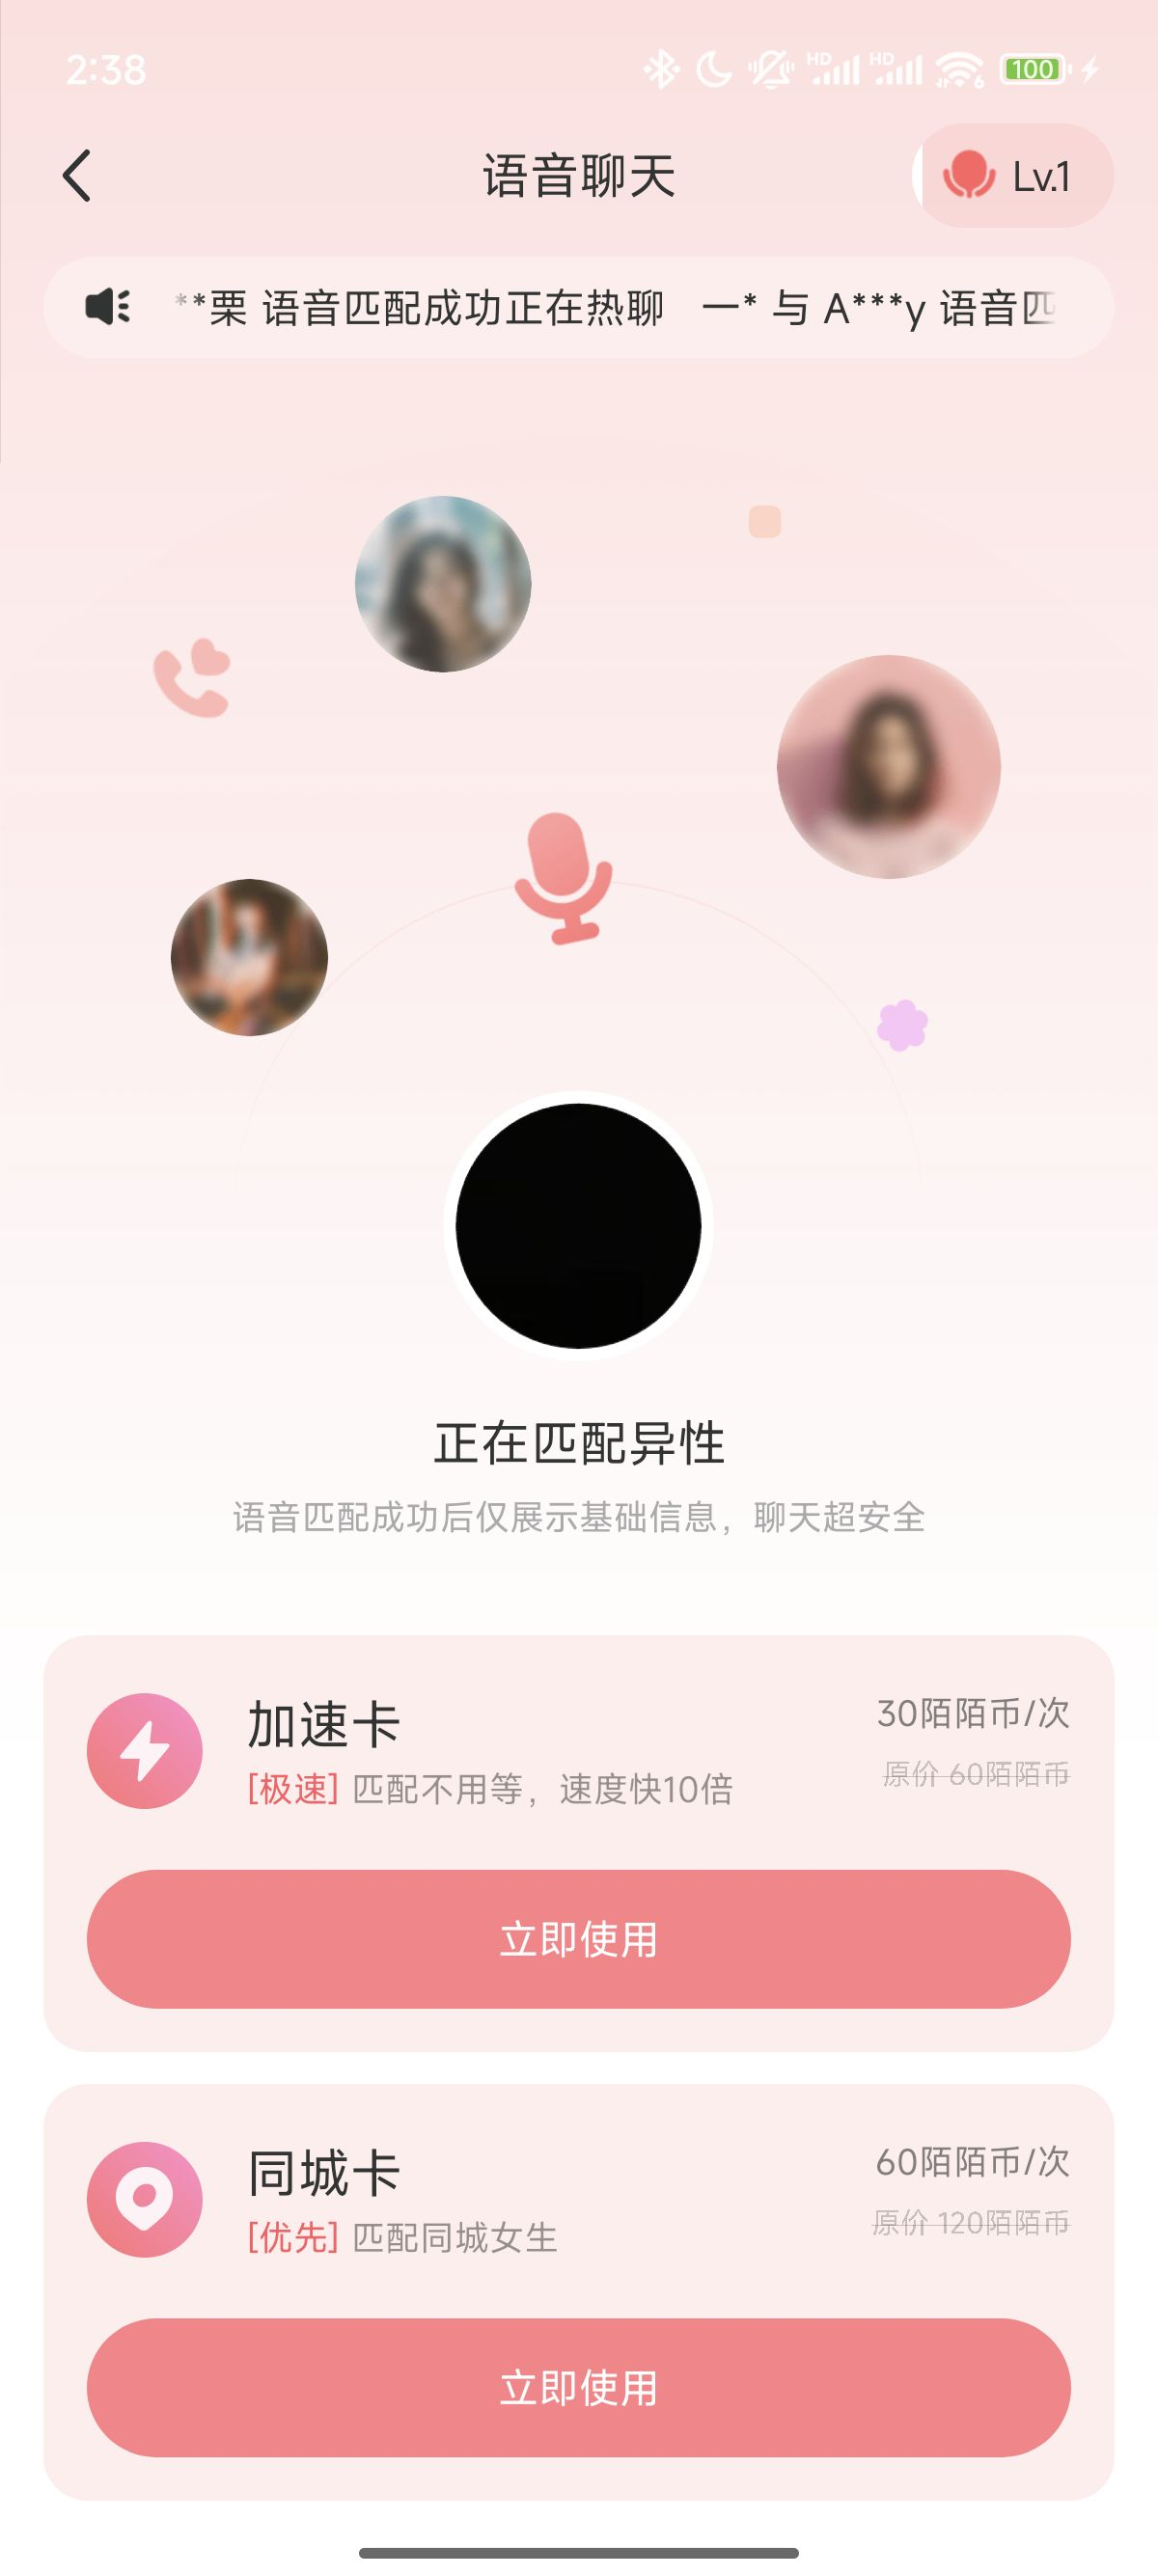 2:38
HD HD 6 100
语音聊天
Lv.1
**栗 语音匹配成功正在热聊 一* 与 A***y 语音匹
正在匹配异性
语音匹配成功后仅展示基础信息，聊天超安全
加速卡
30陌陌币/次
[极速] 匹配不用等，速度快10倍
原价 60陌陌币
立即使用
同城卡
60陌陌币/次
[优先] 匹配同城女生
原价 120陌陌币
立即使用